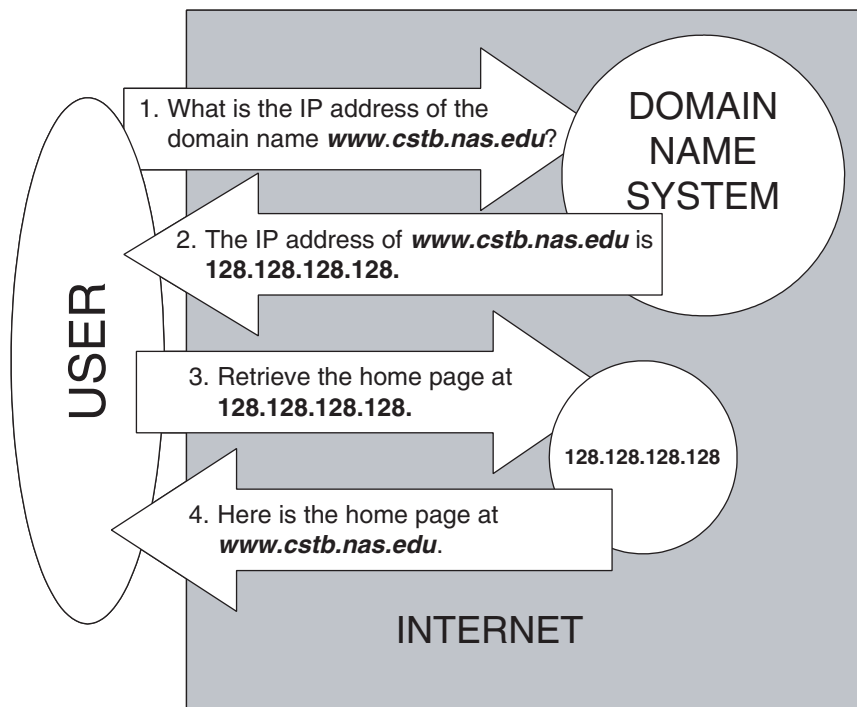 1. What is the IP address of the
domain name www.cstb.nas.edu?
DOMAIN
NAME
SYSTEM
2. The IP address of www.cstb.nas.edu is
128.128.128.128.
USER
3. Retrieve the home page at
128.128.128.128.
128.128.128.128
4. Here is the home page at
www.cstb.nas.edu.
INTERNET